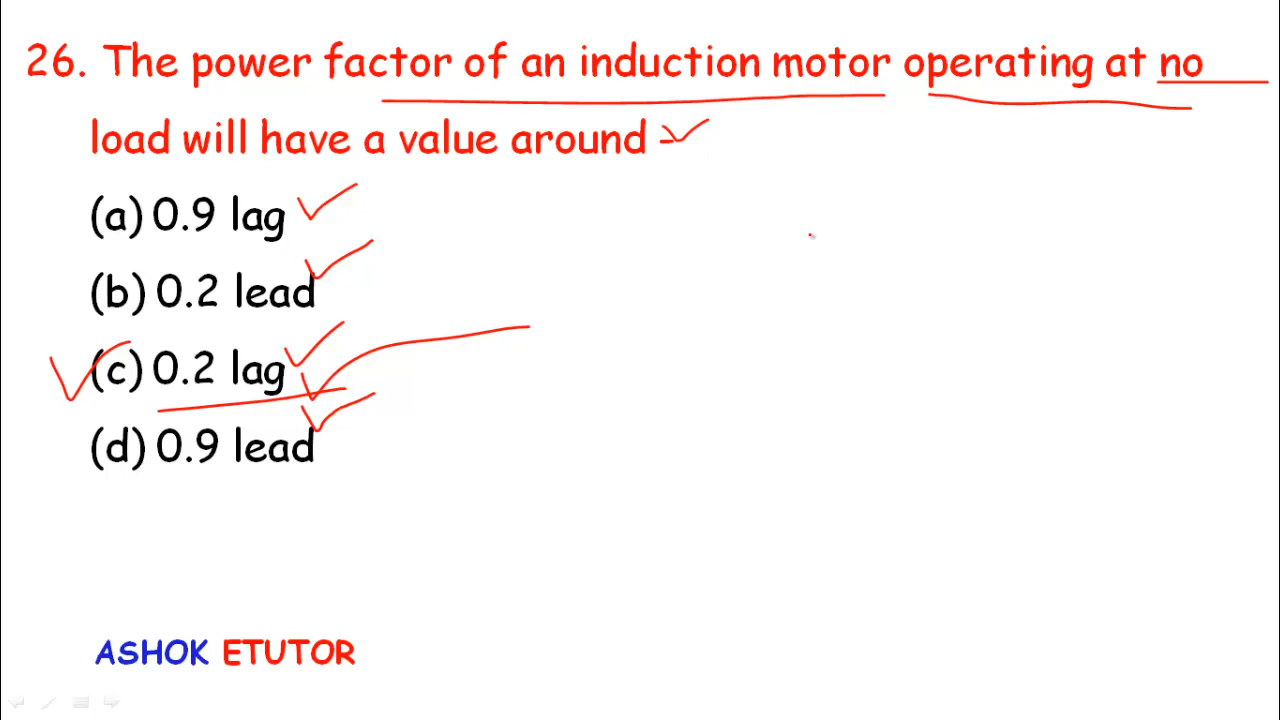 26. The power factor of an induction motor operating at no
load will have a value around -
(a) 0.9 lag
(b) 0.2 lead
(c) 0.2 lag
(d) 0.9 lead
ASHOK ETUTOR